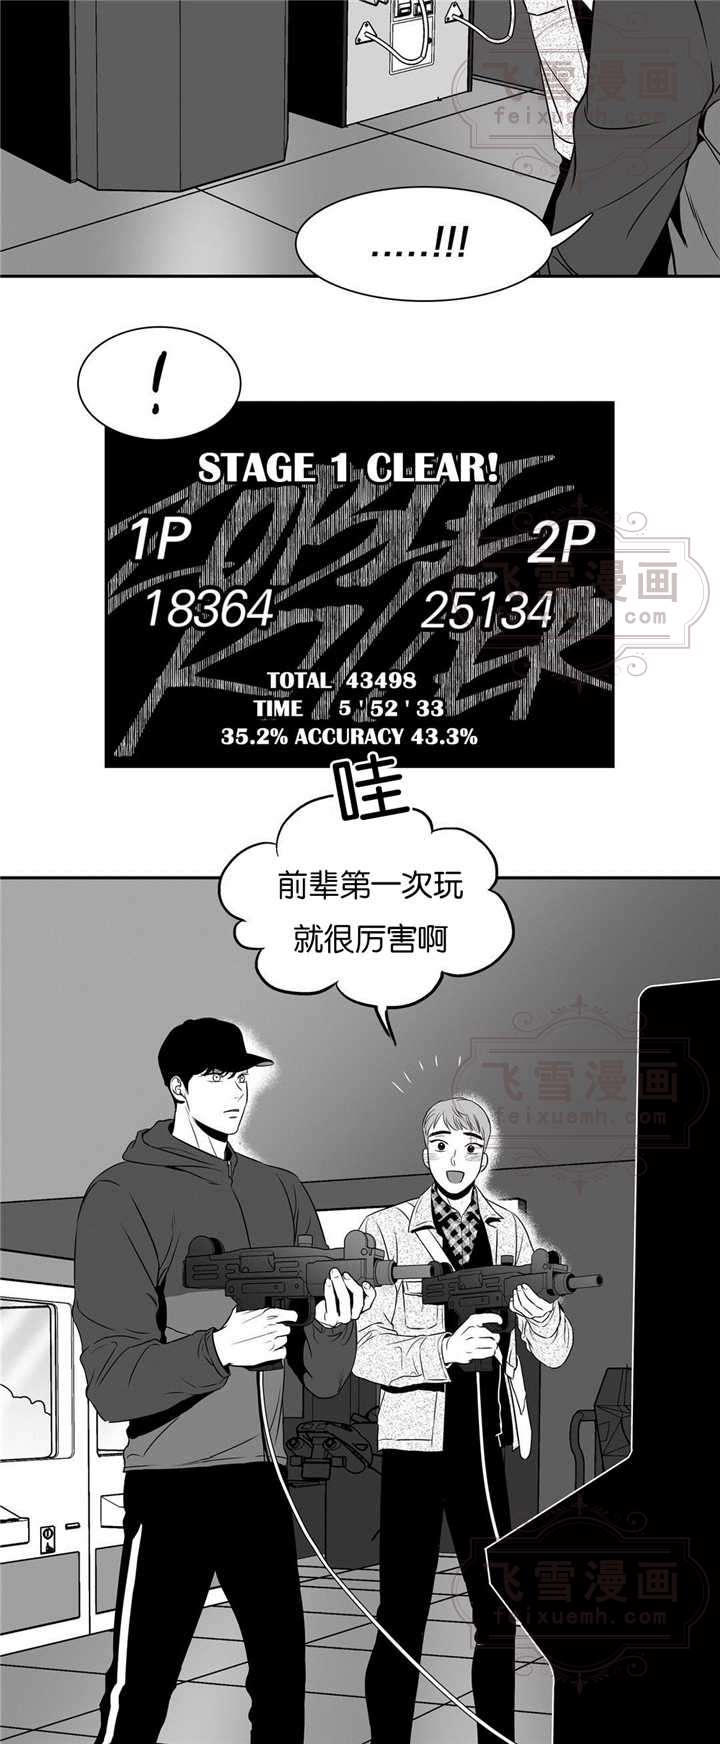 飞雪漫画
feixuemh.com
.....!!!
!
STAGE 1 CLEAR!
ZOBIE
KILLER
1P 2P
18364 25134
飞雪漫画
feixuemh.com
TOTAL 43498
TIME 5'52'33
35.2% ACCURACY 43.3%
哇
前辈第一次玩
就很厉害啊
飞雪漫画
feixuemh.com
飞雪漫画
feixuemh.com